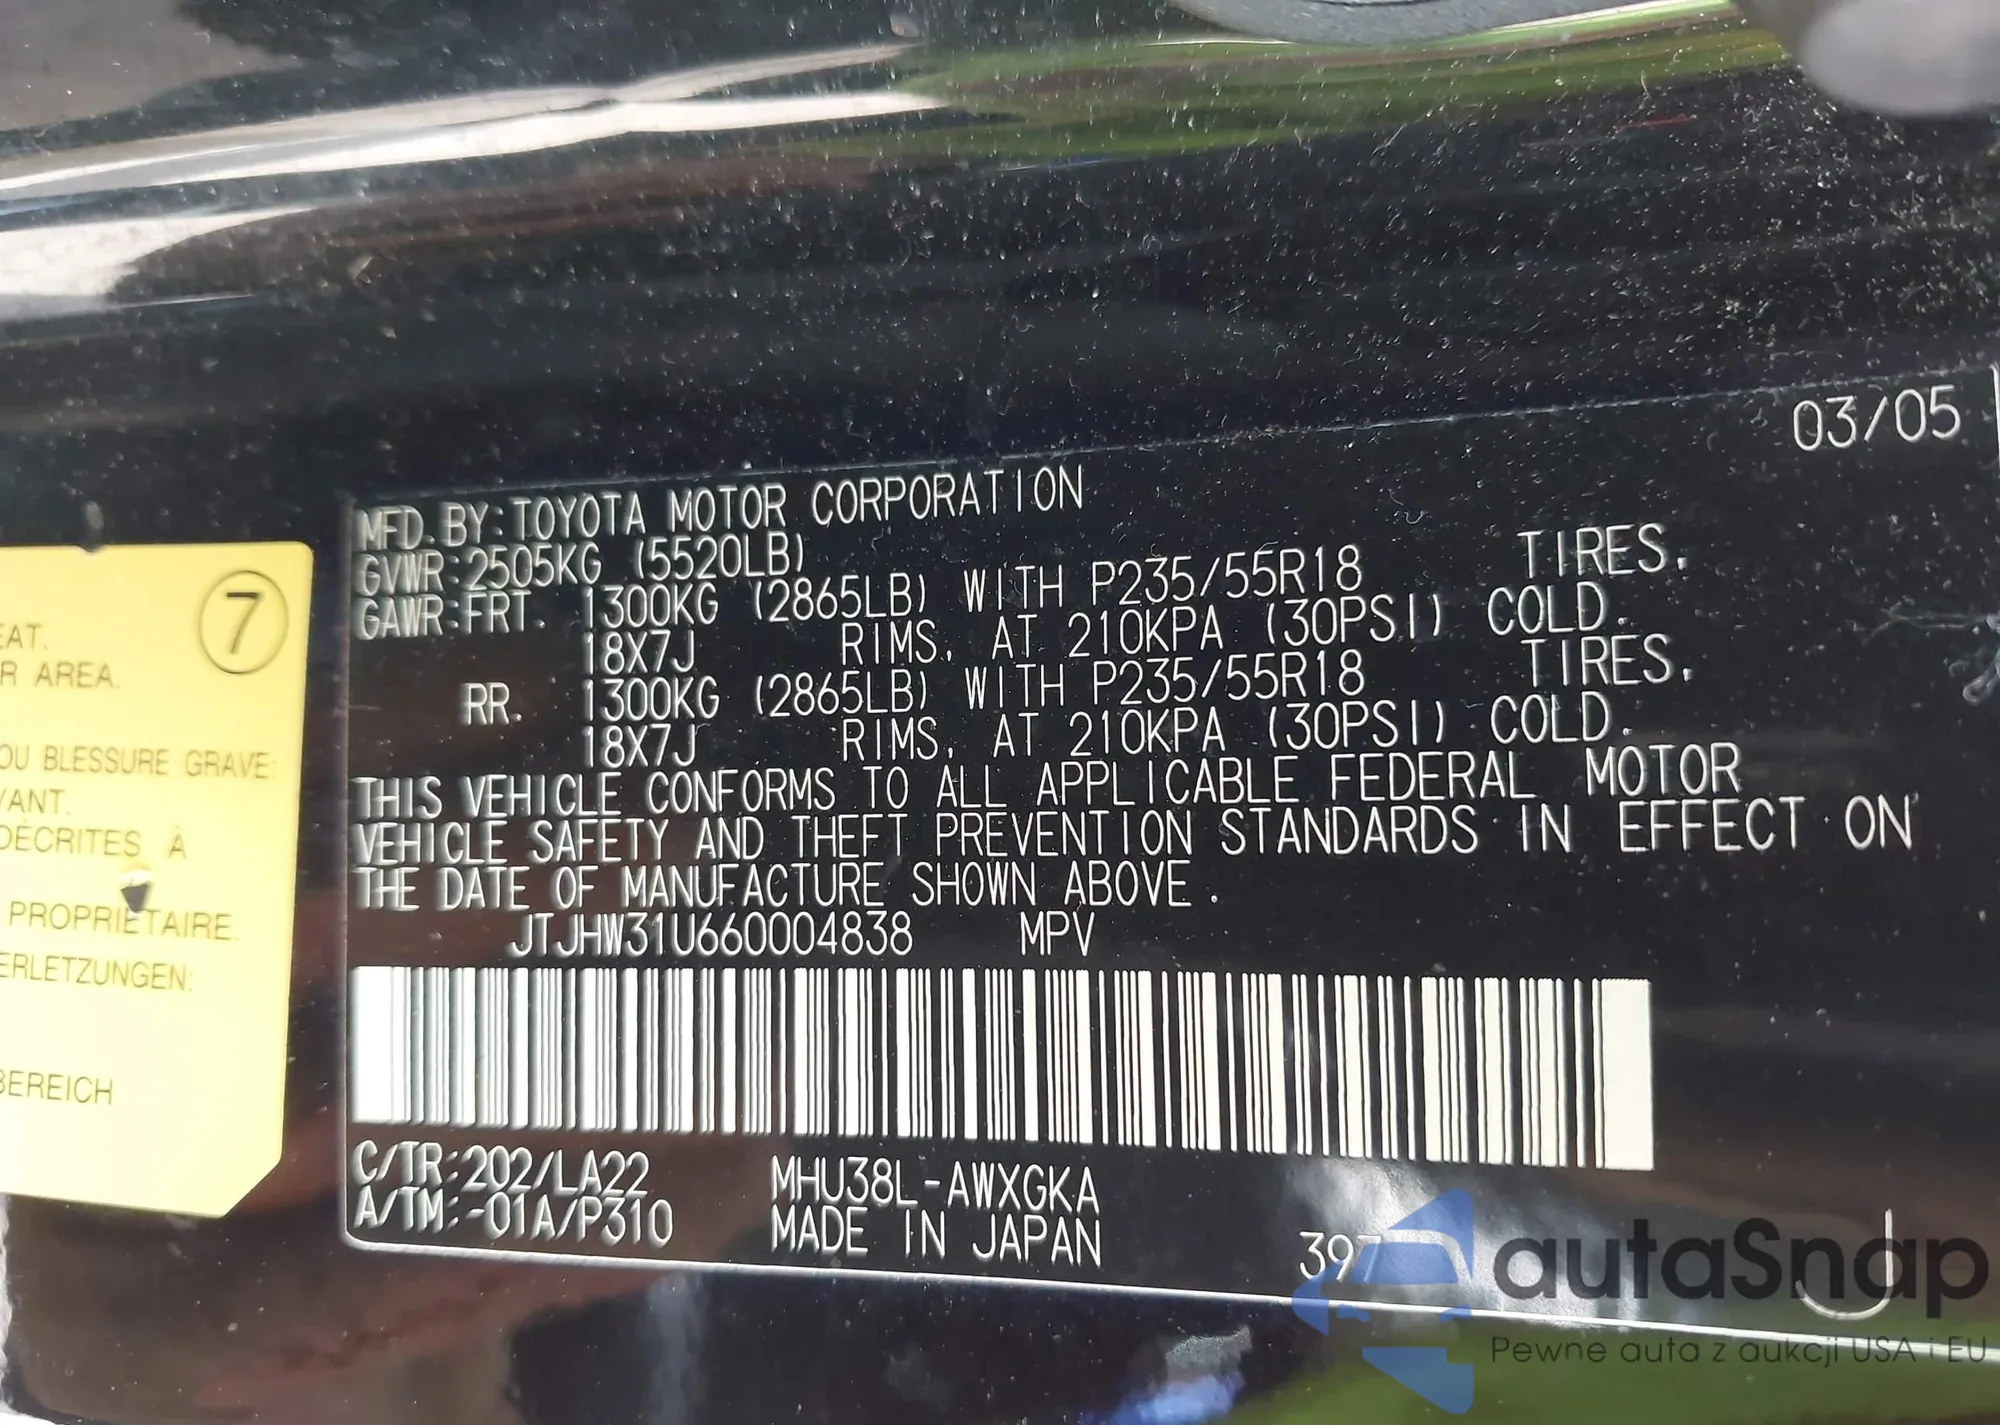 03/05
MFD. BY: TOYOTA MOTOR CORPORATION
GVWR: 2505KG (5520LB)
GAWR: FRT. 1300KG (2865LB) WITH P235/55R18 TIRES.
18X7J RIMS, AT 210KPA (30PSI) COLD.
RR. 1300KG (2865LB) WITH P235/55R18 TIRES.
18X7J RIMS, AT 210KPA (30PSI) COLD.
THIS VEHICLE CONFORMS TO ALL APPLICABLE FEDERAL MOTOR
VEHICLE SAFETY AND THEFT PREVENTION STANDARDS IN EFFECT ON
THE DATE OF MANUFACTURE SHOWN ABOVE.
JTJHW31U660004838 MPV
C/TR: 202/LA22 MHU38L-AWXGKA
A/TM: -01A/P310 MADE IN JAPAN
J
7
EAT.
R AREA.
OU BLESSURE GRAVE:
VANT.
DÉCRITES À
PROPRIÉTAIRE.
ERLETZUNGEN:
BEREICH
autaSnap
Pewne auta z aukcji USA i EU